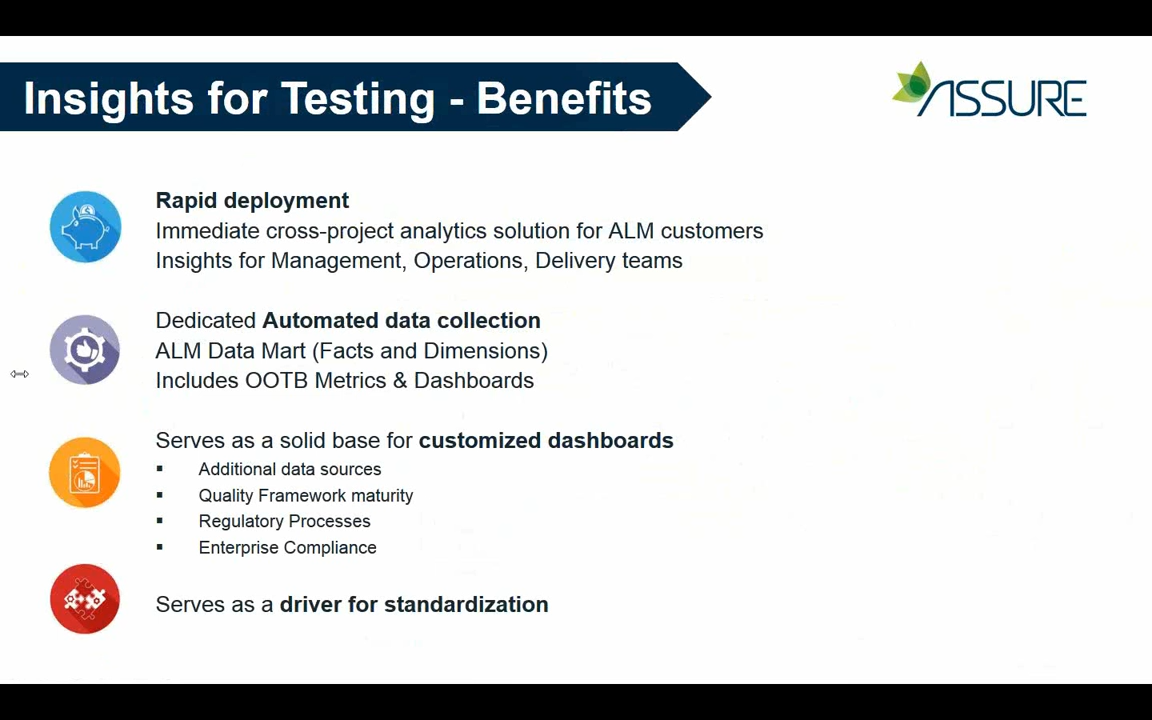 Insights for Testing - Benefits
ASSURE
Rapid deployment
Immediate cross-project analytics solution for ALM customers
Insights for Management, Operations, Delivery teams
Dedicated Automated data collection
ALM Data Mart (Facts and Dimensions)
Includes OOTB Metrics & Dashboards
Serves as a solid base for customized dashboards
▪ Additional data sources
▪ Quality Framework maturity
▪ Regulatory Processes
▪ Enterprise Compliance
Serves as a driver for standardization